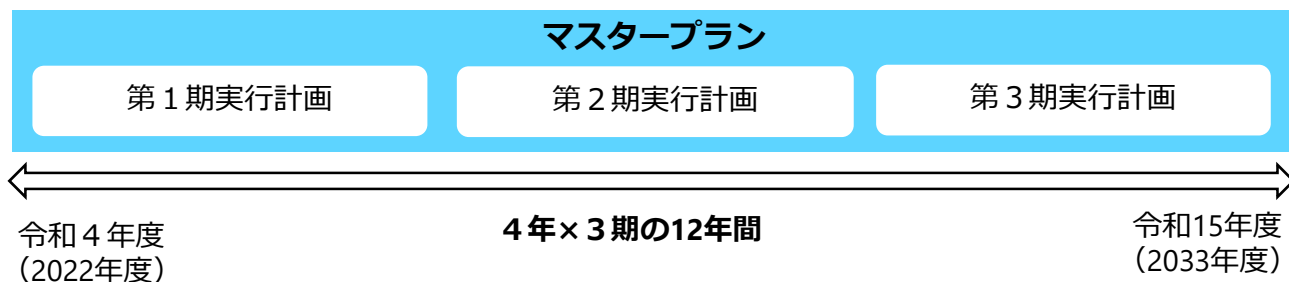 マスタープラン
第１期実行計画
第２期実行計画
第３期実行計画
令和４年度
（2022年度）
４年×３期の12年間
令和15年度
（2033年度）